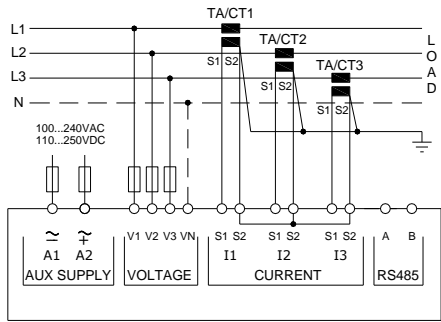 TA/CT1
L1
TA/CT2
L2
S1 S2
TA/CT3
L3
S1 S2
N
S1 S2
L
O
A
D
100...240VAC
110...250VDC
V1 V2 V3 VN S1 S2 S1 S2 S1 S2 A B
A1 A2 I1 I2 I3
AUX SUPPLY VOLTAGE CURRENT RS485